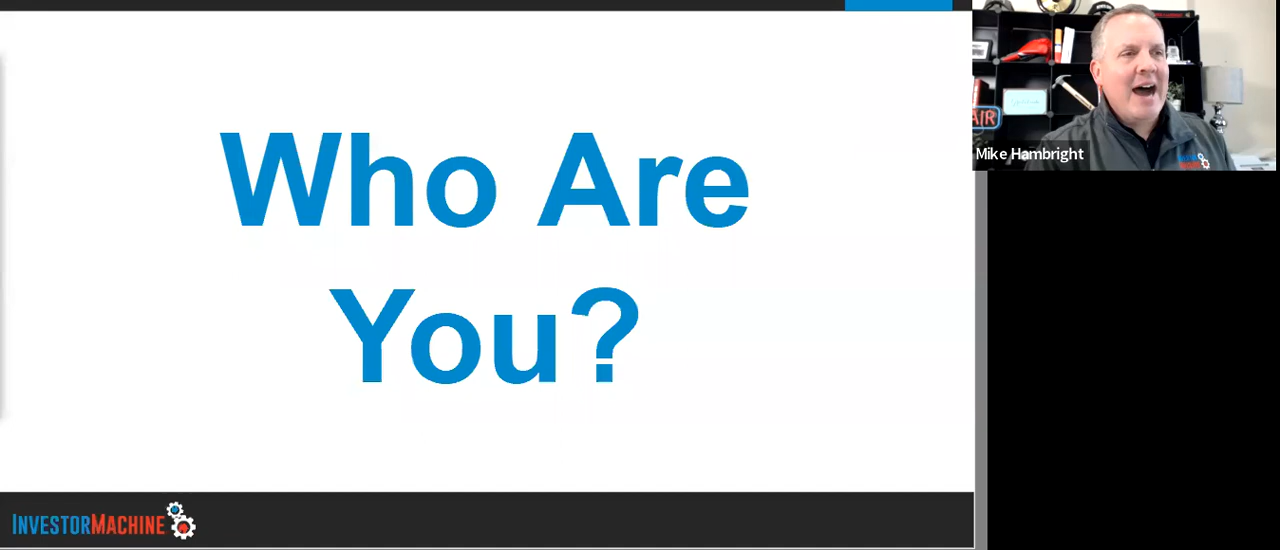 Who Are
You?
Mike Hambright
AIR
INVESTORMACHINE